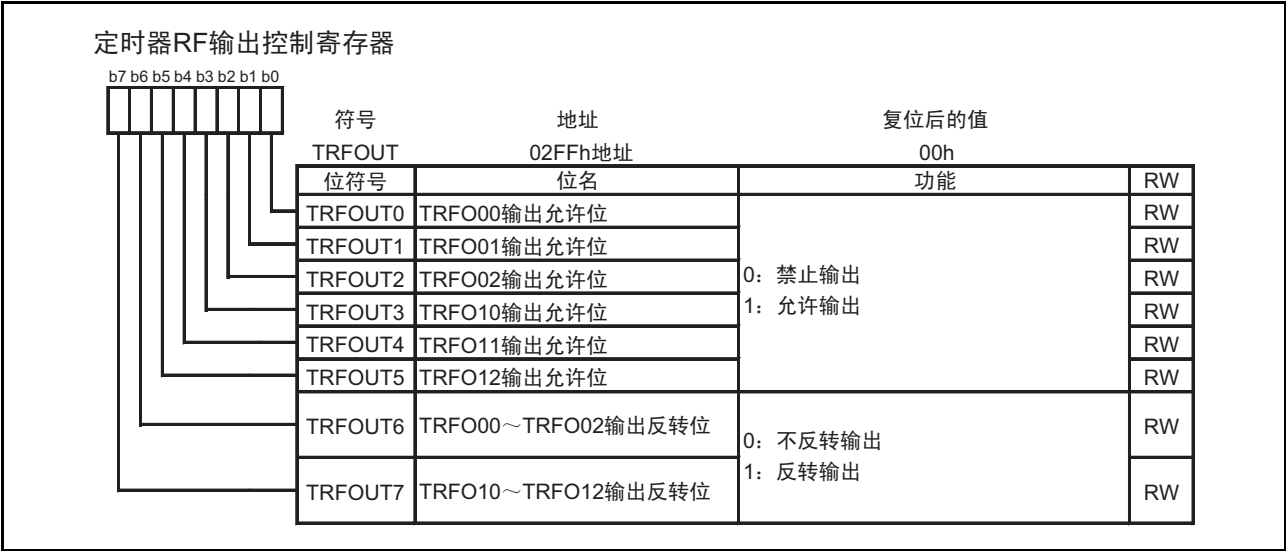 定时器RF输出控制寄存器
b7 b6 b5 b4 b3 b2 b1 b0
符号 地址 复位后的值
TRFOUT 02FFh地址 00h
位符号 位名 功能 RW
TRFOUT0 TRFO00输出允许位 RW
TRFOUT1 TRFO01输出允许位 RW
TRFOUT2 TRFO02输出允许位 0：禁止输出 RW
TRFOUT3 TRFO10输出允许位 1：允许输出 RW
TRFOUT4 TRFO11输出允许位 RW
TRFOUT5 TRFO12输出允许位 RW
TRFOUT6 TRFO00～TRFO02输出反转位 RW
0：不反转输出
1：反转输出
TRFOUT7 TRFO10～TRFO12输出反转位 RW